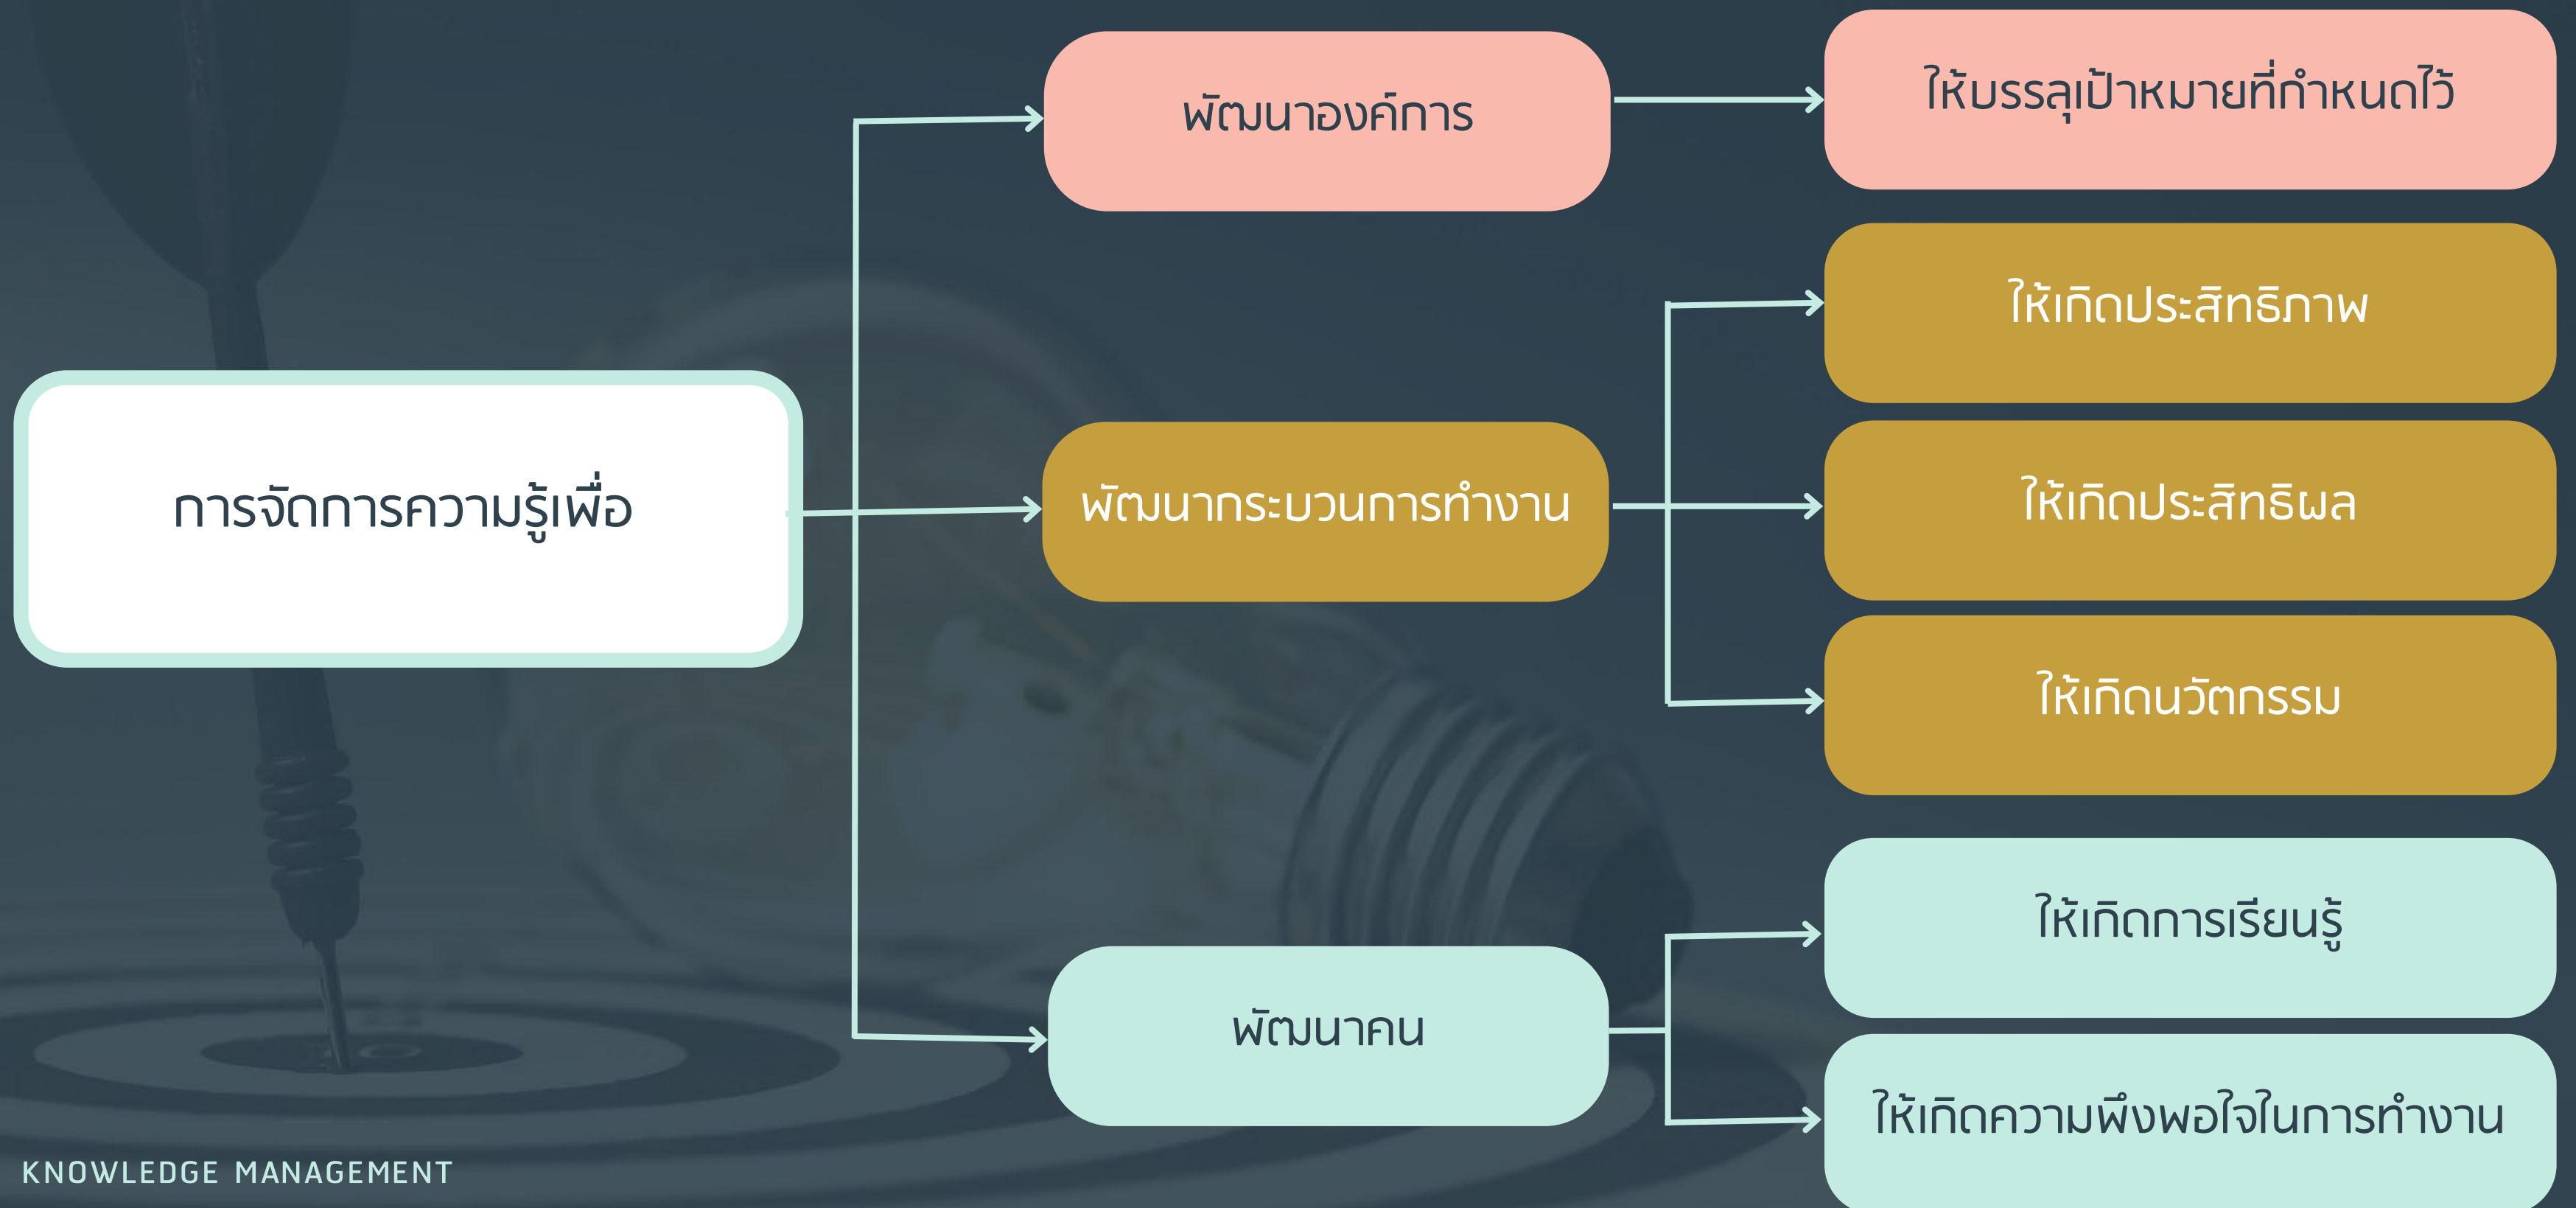 การจัดการความรู้เพื่อ
พัฒนาองค์การ
ให้บรรลุเป้าหมายที่กำหนดไว้
พัฒนากระบวนการทำงาน
ให้เกิดประสิทธิภาพ
ให้เกิดประสิทธิผล
ให้เกิดนวัตกรรม
พัฒนาคน
ให้เกิดการเรียนรู้
ให้เกิดความพึงพอใจในการทำงาน
KNOWLEDGE MANAGEMENT